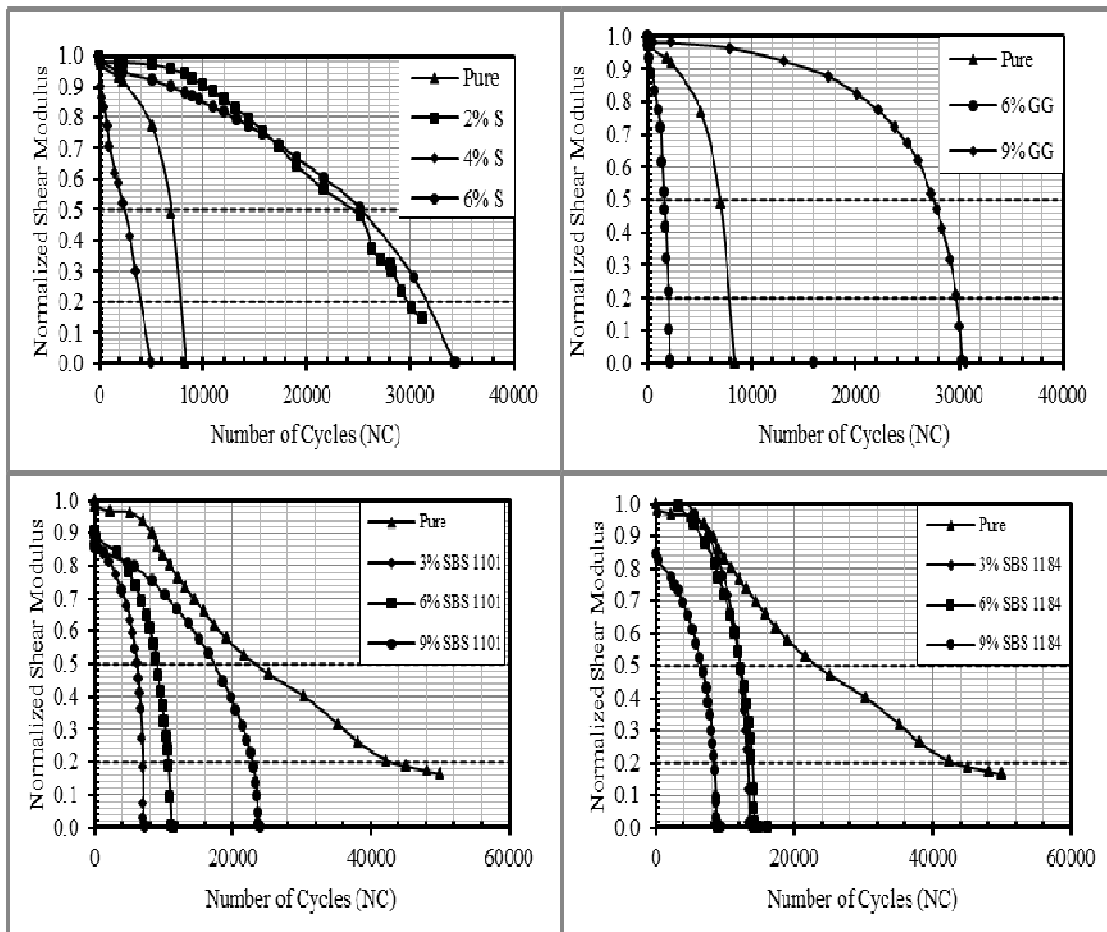 Normalized Shear Modulus
1.0
0.9
0.8
0.7
0.6
0.5
0.4
0.3
0.2
0.1
0.0
0 10000 20000 30000 40000
Number of Cycles (NC)
Pure
2% S
4% S
6% S
Normalized Shear Modulus
1.0
0.9
0.8
0.7
0.6
0.5
0.4
0.3
0.2
0.1
0.0
0 10000 20000 30000 40000
Number of Cycles (NC)
Pure
6% GG
9% GG
Normalized Shear Modulus
1.0
0.9
0.8
0.7
0.6
0.5
0.4
0.3
0.2
0.1
0.0
0 20000 40000 60000
Number of Cycles (NC)
Pure
3% SBS 1101
6% SBS 1101
9% SBS 1101
Normalized Shear Modulus
1.0
0.9
0.8
0.7
0.6
0.5
0.4
0.3
0.2
0.1
0.0
0 20000 40000 60000
Number of Cycles (NC)
Pure
3% SBS 1184
6% SBS 1184
9% SBS 1184